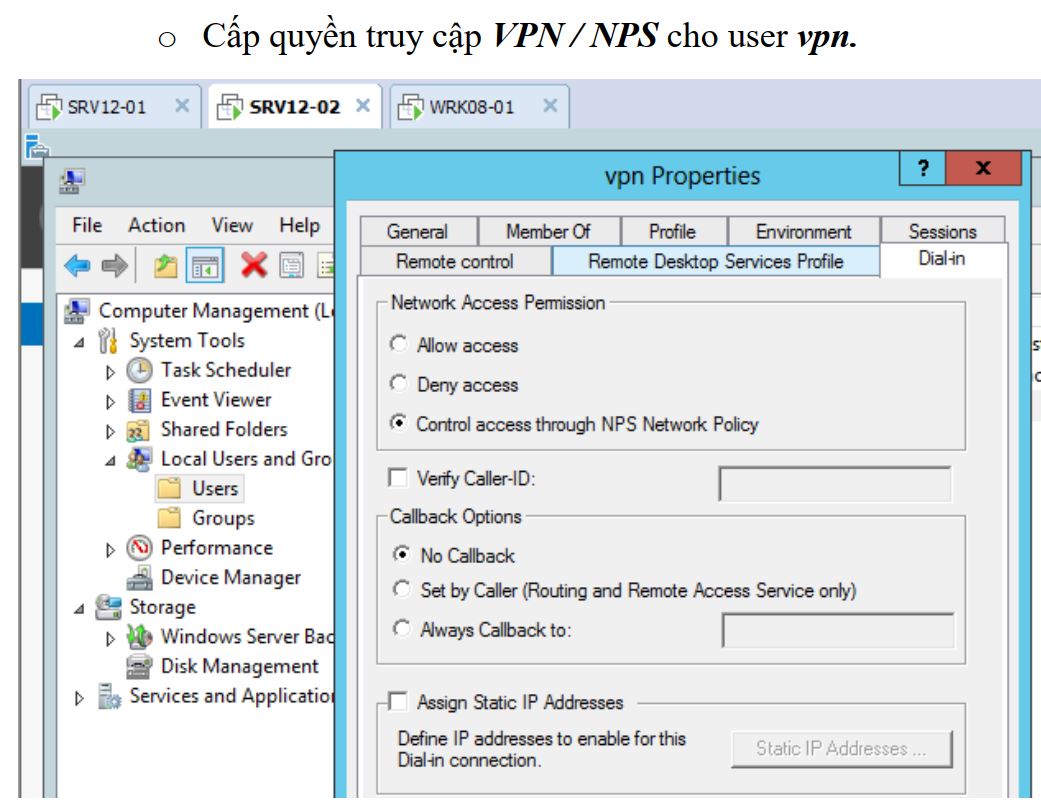 o Cấp quyền truy cập VPN / NPS cho user vpn.
SRV12-01 SRV12-02 WRK08-01
vpn Properties
? x
File Action View Help
General Member Of Profile Environment Sessions
Remote control Remote Desktop Services Profile Dial-in
Computer Management (L
System Tools
Task Scheduler
Event Viewer
Shared Folders
Local Users and Gro
Users
Groups
Performance
Device Manager
Storage
Windows Server Bac
Disk Management
Services and Application
Network Access Permission
Allow access
Deny access
Control access through NPS Network Policy
Verify Caller-ID:
Callback Options
No Callback
Set by Caller (Routing and Remote Access Service only)
Always Callback to:
Assign Static IP Addresses
Define IP addresses to enable for this
Dial-in connection.
Static IP Addresses ...